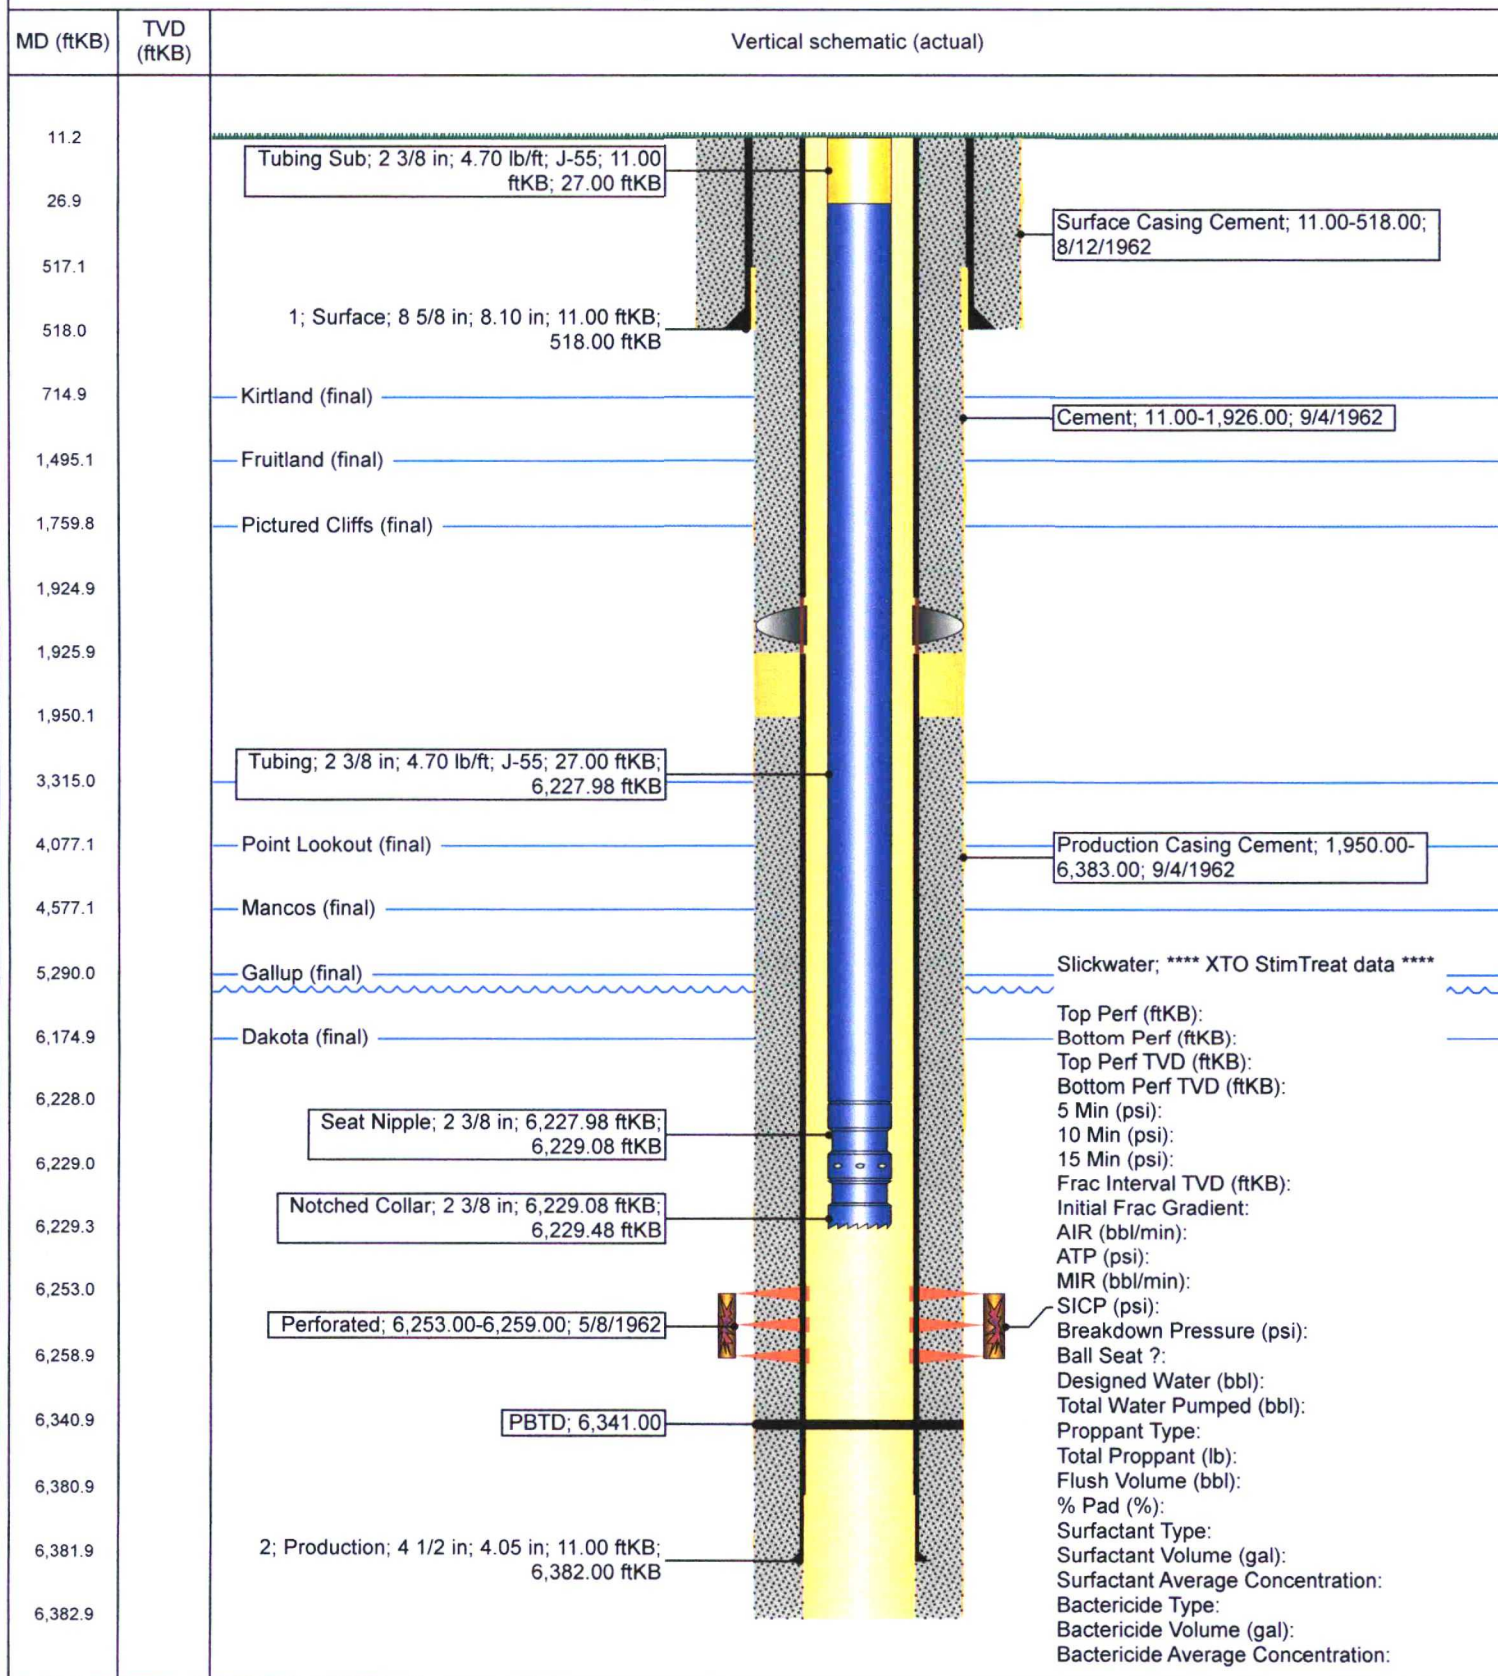 MD (ftKB)
TVD
(ftKB)
Vertical schematic (actual)
11.2
Tubing Sub; 2 3/8 in; 4.70 lb/ft; J-55; 11.00
ftKB; 27.00 ftKB
26.9
Surface Casing Cement; 11.00-518.00;
8/12/1962
517.1
1; Surface; 8 5/8 in; 8.10 in; 11.00 ftKB;
518.00 ftKB
518.0
714.9
Kirtland (final)
Cement; 11.00-1,926.00; 9/4/1962
1,495.1
Fruitland (final)
1,759.8
Pictured Cliffs (final)
1,924.9
1,925.9
1,950.1
Tubing; 2 3/8 in; 4.70 lb/ft; J-55; 27.00 ftKB;
6,227.98 ftKB
3,315.0
4,077.1
Point Lookout (final)
Production Casing Cement; 1,950.00-
6,383.00; 9/4/1962
4,577.1
Mancos (final)
5,290.0
Gallup (final)
Slickwater; **** XTO StimTreat data ****
Top Perf (ftKB):
6,174.9
Dakota (final)
Bottom Perf (ftKB):
Top Perf TVD (ftKB):
Bottom Perf TVD (ftKB):
6,228.0
5 Min (psi):
Seat Nipple; 2 3/8 in; 6,227.98 ftKB;
6,229.08 ftKB
10 Min (psi):
15 Min (psi):
6,229.0
Frac Interval TVD (ftKB):
Notched Collar; 2 3/8 in; 6,229.08 ftKB;
6,229.48 ftKB
Initial Frac Gradient:
6,229.3
AIR (bbl/min):
ATP (psi):
MIR (bbl/min):
6,253.0
SICP (psi):
Perforated; 6,253.00-6,259.00; 5/8/1962
Breakdown Pressure (psi):
6,258.9
Ball Seat ?:
Designed Water (bbl):
Total Water Pumped (bbl):
6,340.9
PBTD; 6,341.00
Proppant Type:
Total Proppant (lb):
6,380.9
Flush Volume (bbl):
% Pad (%):
Surfactant Type:
6,381.9
2; Production; 4 1/2 in; 4.05 in; 11.00 ftKB;
6,382.00 ftKB
Surfactant Volume (gal):
Surfactant Average Concentration:
6,382.9
Bactericide Type:
Bactericide Volume (gal):
Bactericide Average Concentration: